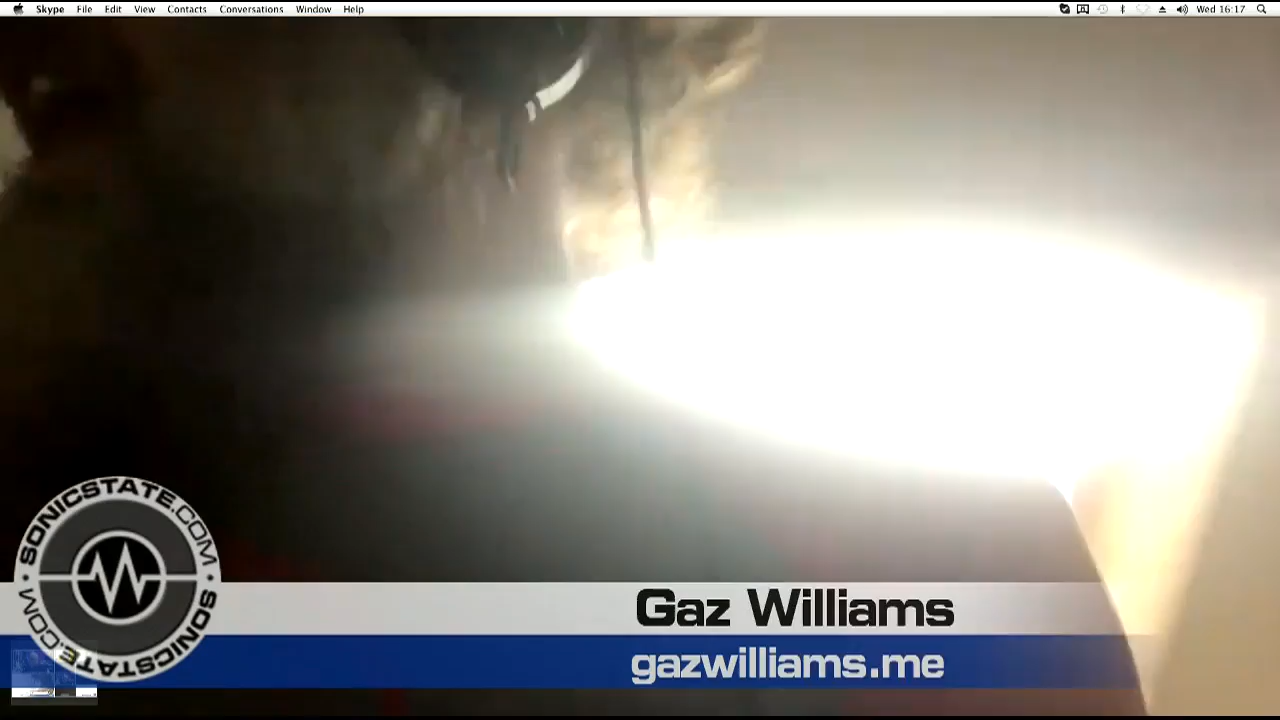 Skype File Edit View Contacts Conversations Window Help Wed 16:17
SONICSTATE.COM
SONICSTATE.COM
Gaz Williams
gazwilliams.me